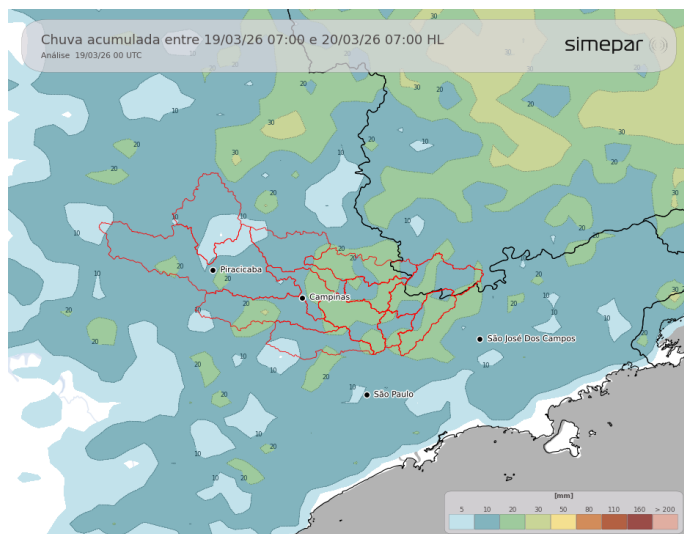 Chuva acumulada entre 19/03/26 07:00 e 20/03/26 07:00 HL
Análise 19/03/26 00 UTC
simepar
Piracicaba
Campinas
São José Dos Campos
São Paulo
[mm]
5 10 20 30 50 80 110 160 > 200